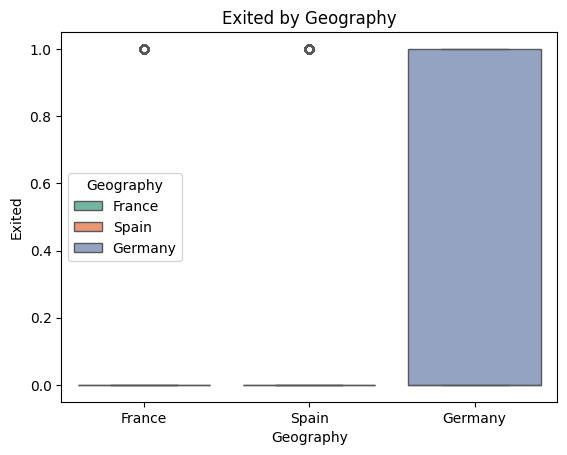 Exited by Geography
1.0
0.8
0.6
0.4
0.2
0.0
Exited
Geography
France
Spain
Germany
France
Spain
Germany
Geography